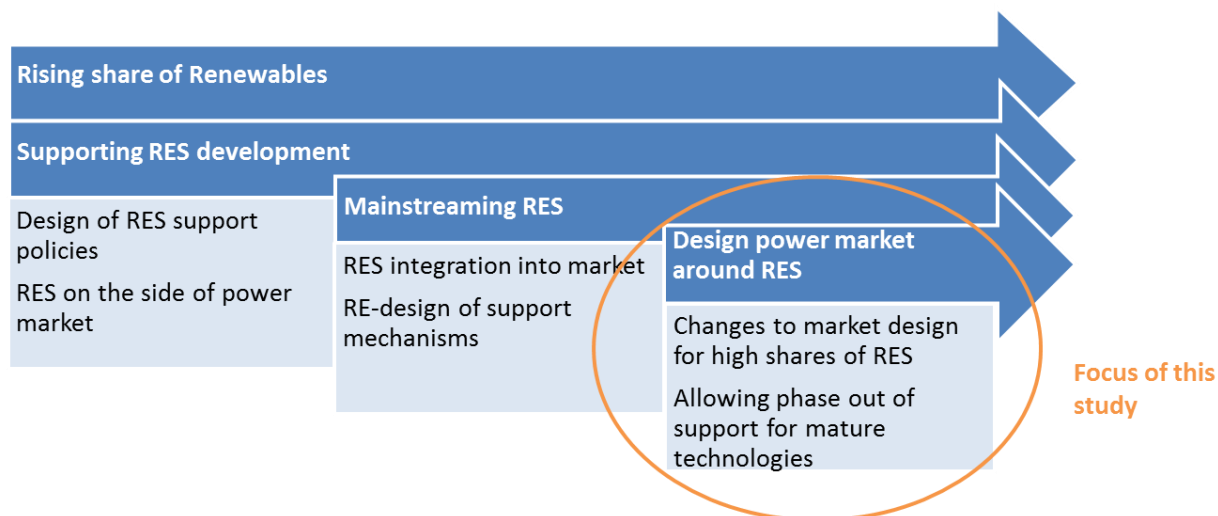 Rising share of Renewables
Supporting RES development
Design of RES support
policies
RES on the side of power
market
Mainstreaming RES
RES integration into market
RE-design of support
mechanisms
Design power market
around RES
Changes to market design
for high shares of RES
Allowing phase out of
support for mature
technologies
Focus of this
study